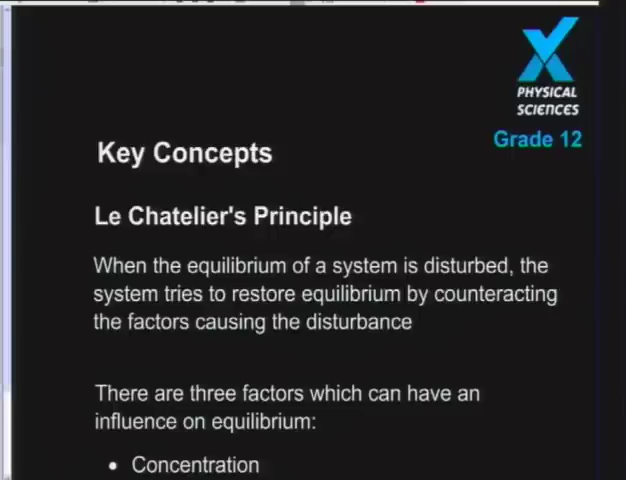 PHYSICAL
SCIENCES
Grade 12
Key Concepts
Le Chatelier's Principle
When the equilibrium of a system is disturbed, the
system tries to restore equilibrium by counteracting
the factors causing the disturbance
There are three factors which can have an
influence on equilibrium:
• Concentration